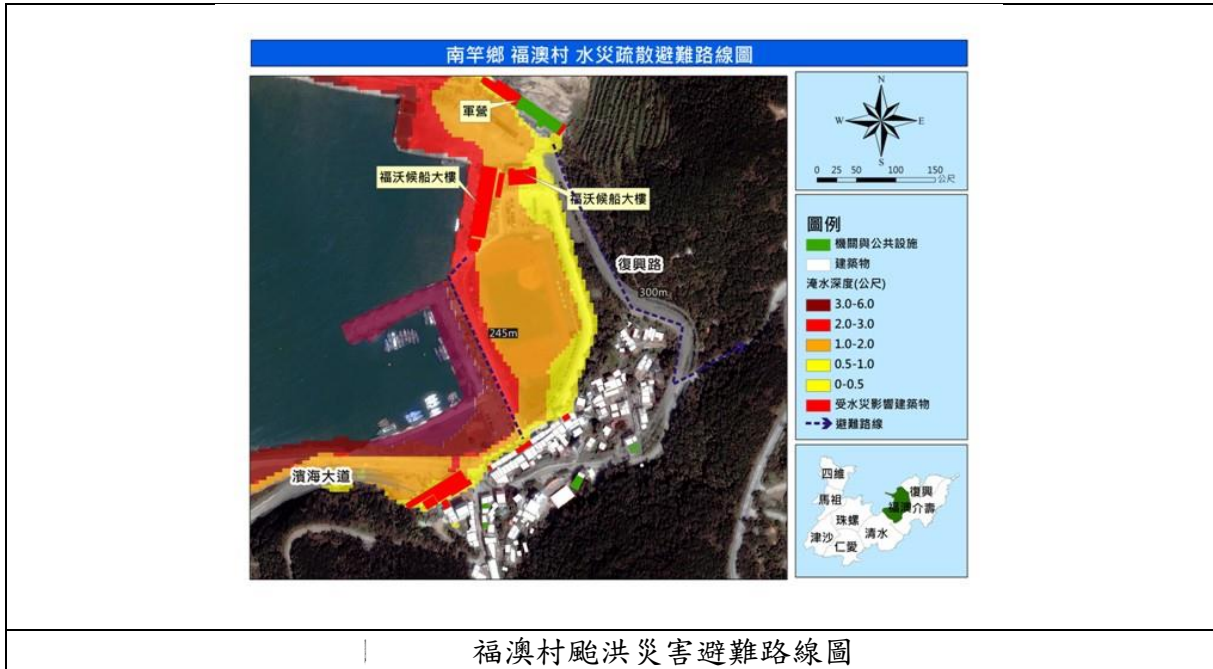 南竿鄉 福澳村 水災疏散避難路線圖
軍營
福沃候船大樓
福沃候船大樓
復興路
300m
245m
濱海大道
N
W
E
S
0 25 50 100 150
公尺
圖例
機關與公共設施
建築物
淹水深度(公尺)
3.0-6.0
2.0-3.0
1.0-2.0
0.5-1.0
0-0.5
受水災影響建築物
避難路線
四維
馬祖
復興
福澳
介壽
珠螺
清水
津沙
仁愛
福澳村颱洪災害避難路線圖